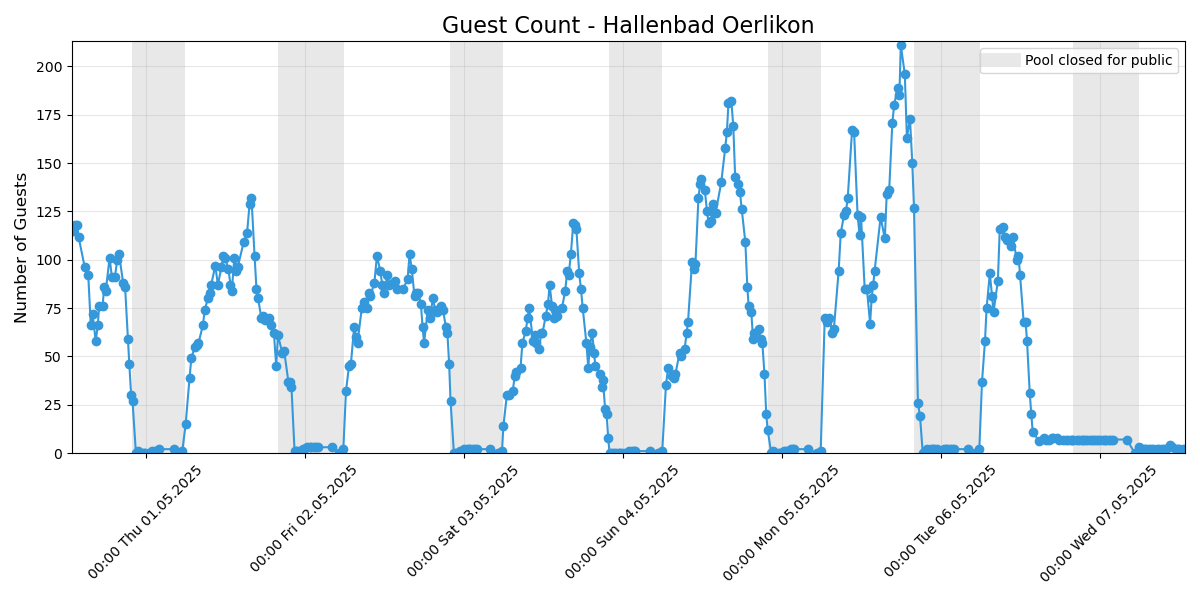 Guest Count - Hallenbad Oerlikon
Pool closed for public
Number of Guests
200
175
150
125
100
75
50
25
0
00:00 Thu 01.05.2025
00:00 Fri 02.05.2025
00:00 Sat 03.05.2025
00:00 Sun 04.05.2025
00:00 Mon 05.05.2025
00:00 Tue 06.05.2025
00:00 Wed 07.05.2025